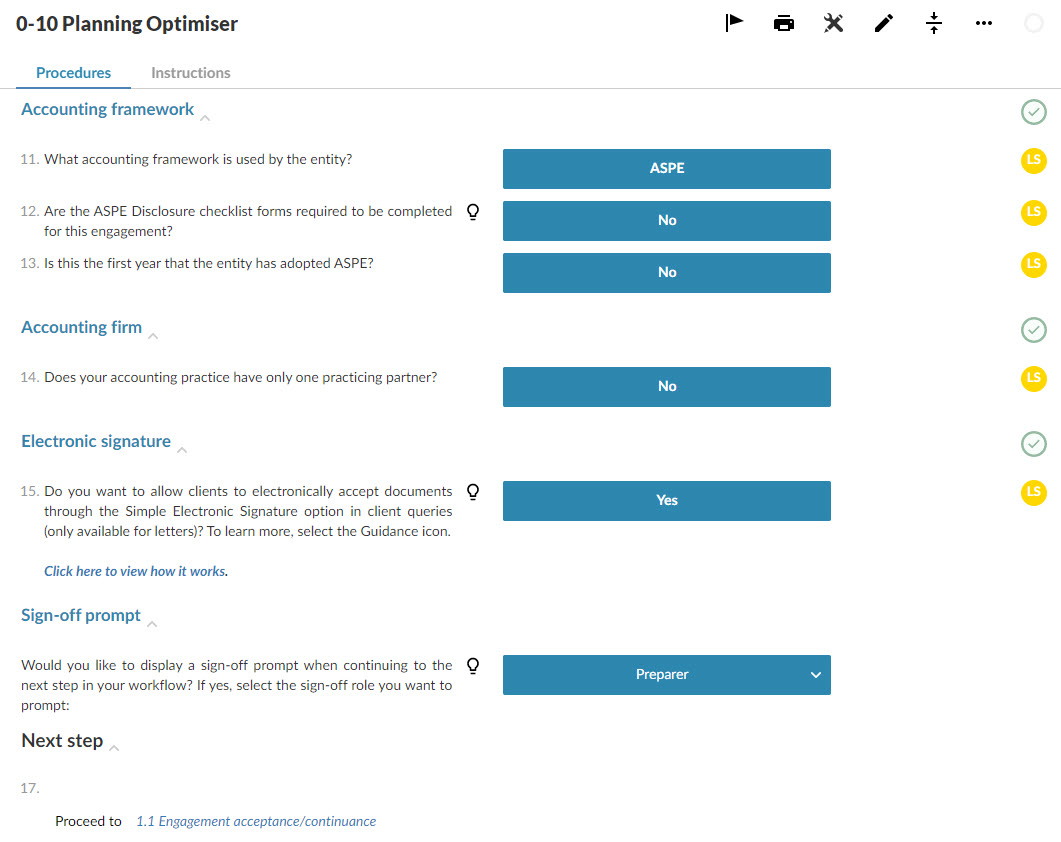 0-10 Planning Optimiser
Procedures
Instructions
Accounting framework
11. What accounting framework is used by the entity?
ASPE
LS
12. Are the ASPE Disclosure checklist forms required to be completed
for this engagement?
No
LS
13. Is this the first year that the entity has adopted ASPE?
No
LS
Accounting firm
14. Does your accounting practice have only one practicing partner?
No
LS
Electronic signature
15. Do you want to allow clients to electronically accept documents
through the Simple Electronic Signature option in client queries
(only available for letters)? To learn more, select the Guidance icon.
Yes
LS
Click here to view how it works.
Sign-off prompt
Would you like to display a sign-off prompt when continuing to the
next step in your workflow? If yes, select the sign-off role you want to
prompt:
Preparer
Next step
17.
Proceed to 1.1 Engagement acceptance/continuance